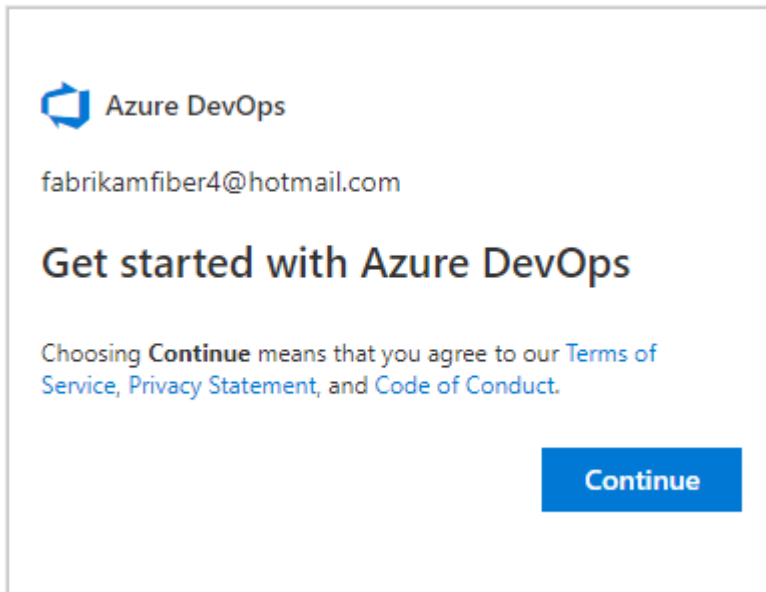 Azure DevOps
fabrikamfiber4@hotmail.com
Get started with Azure DevOps
Choosing Continue means that you agree to our Terms of
Service, Privacy Statement, and Code of Conduct.
Continue